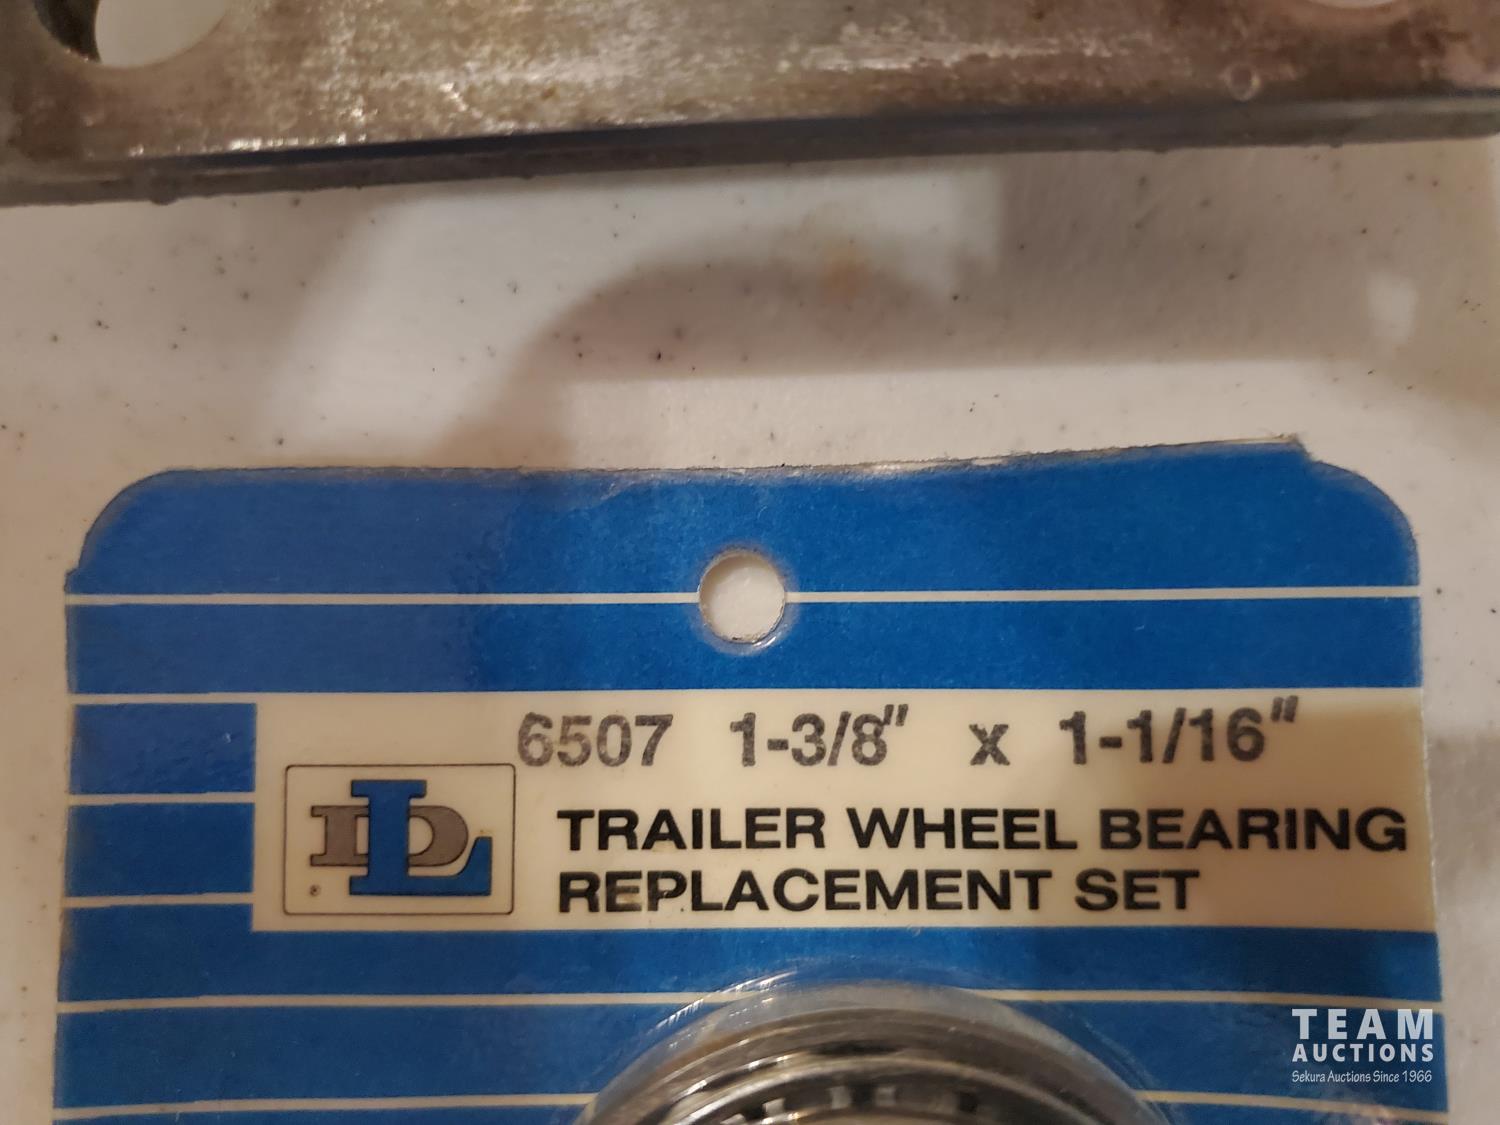 6507 1-3/8" x 1-1/16"
DL
®
TRAILER WHEEL BEARING
REPLACEMENT SET
TEAM
AUCTIONS
Sekura Auctions Since 1966